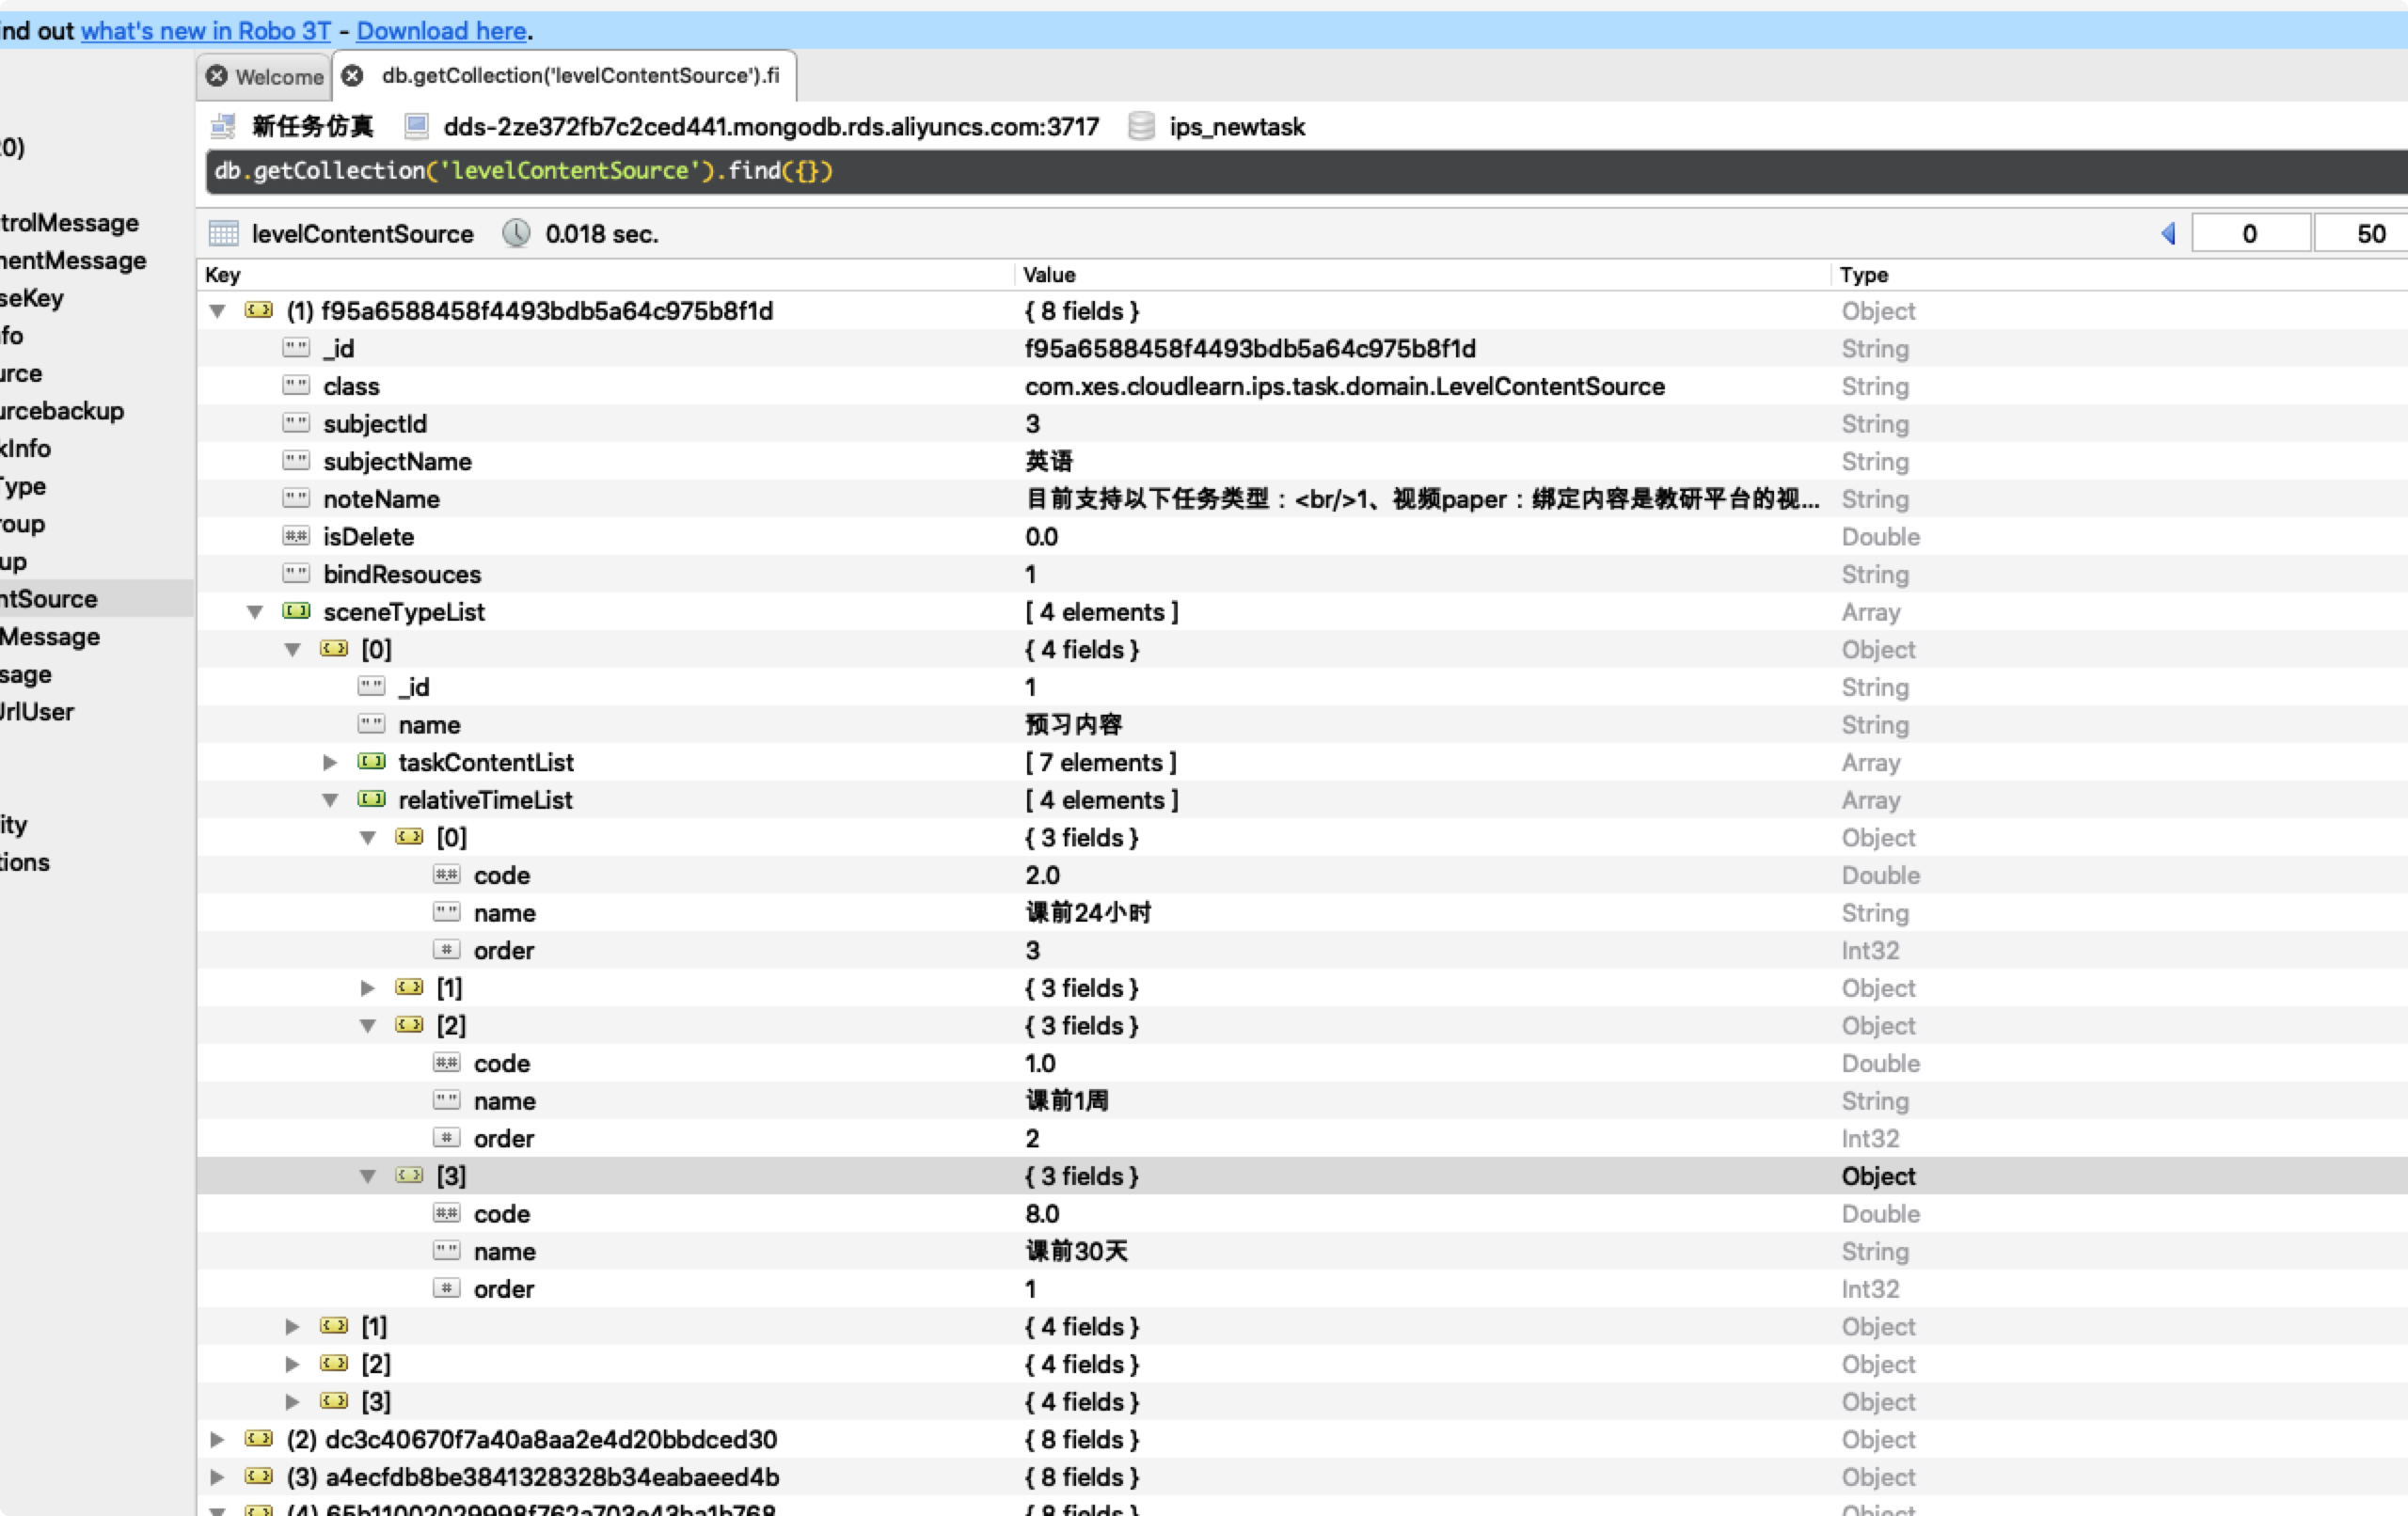 ind out what's new in Robo 3T - Download here.
Welcome db.getCollection('levelContentSource').fi
新任务仿真 dds-2ze372fb7c2ced441.mongodb.rds.aliyuncs.com:3717 ips_newtask
db.getCollection('levelContentSource').find({})
levelContentSource 0.018 sec. 0 50
0)
trolMessage
nentMessage
seKey
fo
urce
urcebackup
kInfo
Type
roup
up
ntSource
Message
sage
UrlUser
ity
tions
Key Value Type
(1) f95a6588458f4493bdb5a64c975b8f1d { 8 fields } Object
_id f95a6588458f4493bdb5a64c975b8f1d String
class com.xes.cloudlearn.ips.task.domain.LevelContentSource String
subjectId 3 String
subjectName 英语 String
noteName 目前支持以下任务类型：<br/>1、视频paper：绑定内容是教研平台的视... String
isDelete 0.0 Double
bindResouces 1 String
sceneTypeList [ 4 elements ] Array
[0] { 4 fields } Object
_id 1 String
name 预习内容 String
taskContentList [ 7 elements ] Array
relativeTimeList [ 4 elements ] Array
[0] { 3 fields } Object
code 2.0 Double
name 课前24小时 String
order 3 Int32
[1] { 3 fields } Object
[2] { 3 fields } Object
code 1.0 Double
name 课前1周 String
order 2 Int32
[3] { 3 fields } Object
code 8.0 Double
name 课前30天 String
order 1 Int32
[1] { 4 fields } Object
[2] { 4 fields } Object
[3] { 4 fields } Object
(2) dc3c40670f7a40a8aa2e4d20bbdced30 { 8 fields } Object
(3) a4ecfdb8be3841328328b34eabaeed4b { 8 fields } Object
(4) { 8 fields } Object